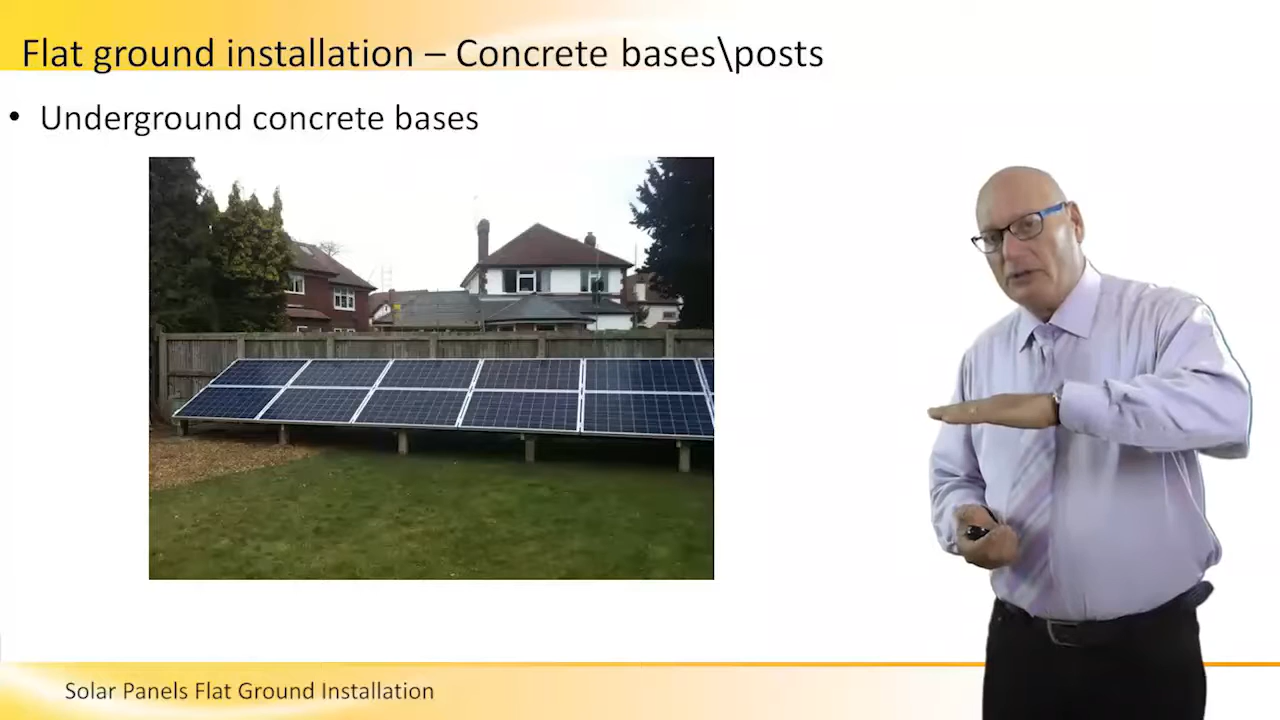 Flat ground installation – Concrete bases\posts
• Underground concrete bases
Solar Panels Flat Ground Installation